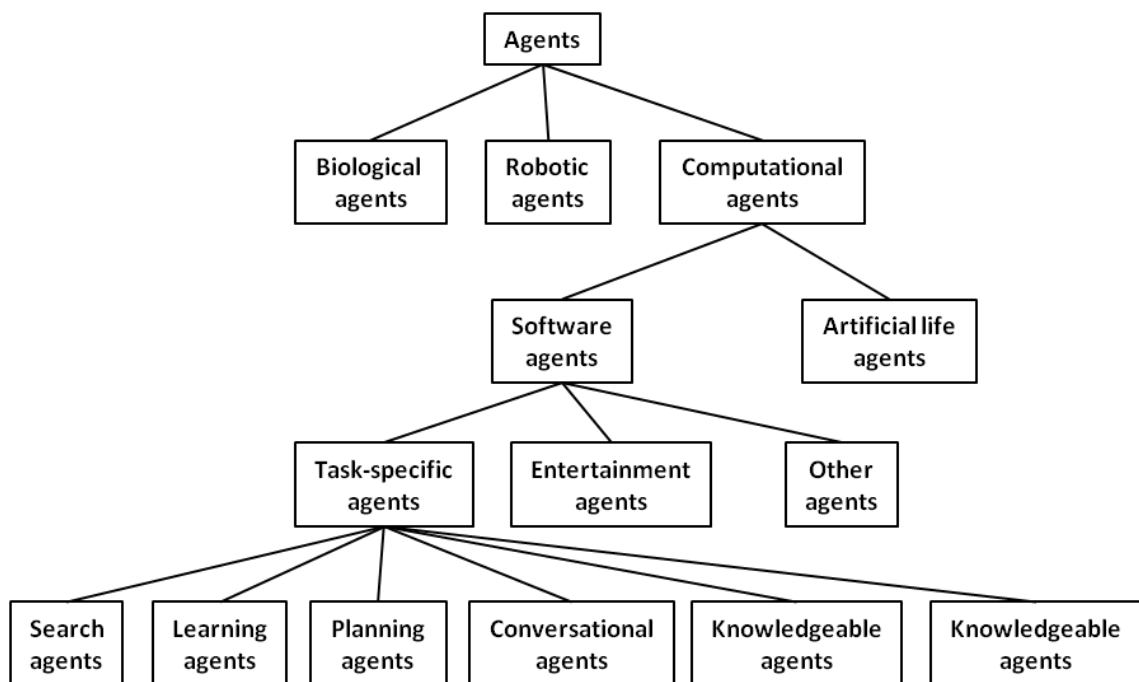 Agents
Biological
agents
Robotic
agents
Computational
agents
Software
agents
Artificial life
agents
Task-specific
agents
Entertainment
agents
Other
agents
Search
agents
Learning
agents
Planning
agents
Conversational
agents
Knowledgeable
agents
Knowledgeable
agents